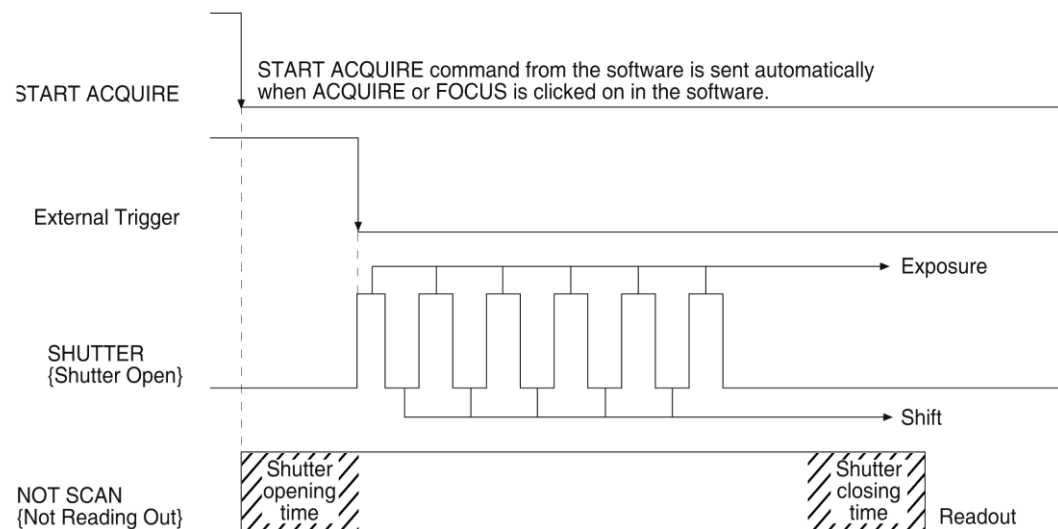 START ACQUIRE command from the software is sent automatically
START ACQUIRE
when ACQUIRE or FOCUS is clicked on in the software.
External Trigger
Exposure
SHUTTER
{Shutter Open}
Shift
Shutter
opening
time
Shutter
closing
time
NOT SCAN
{Not Reading Out}
Readout